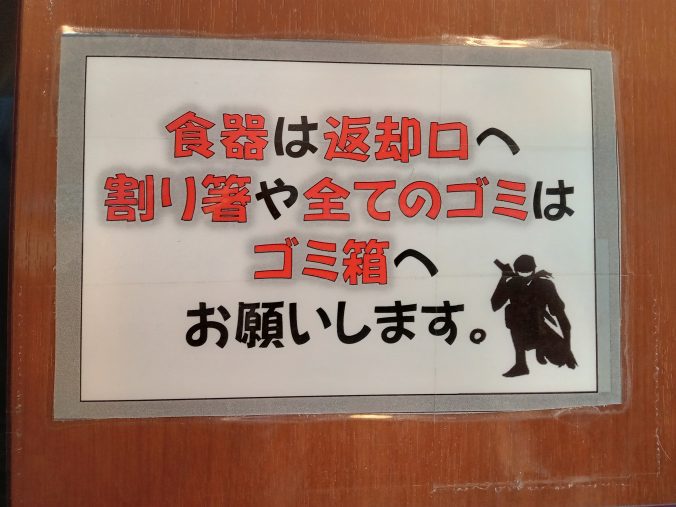 食器は返却口へ
割り箸や全てのゴミは
ゴミ箱へ
お願いします。